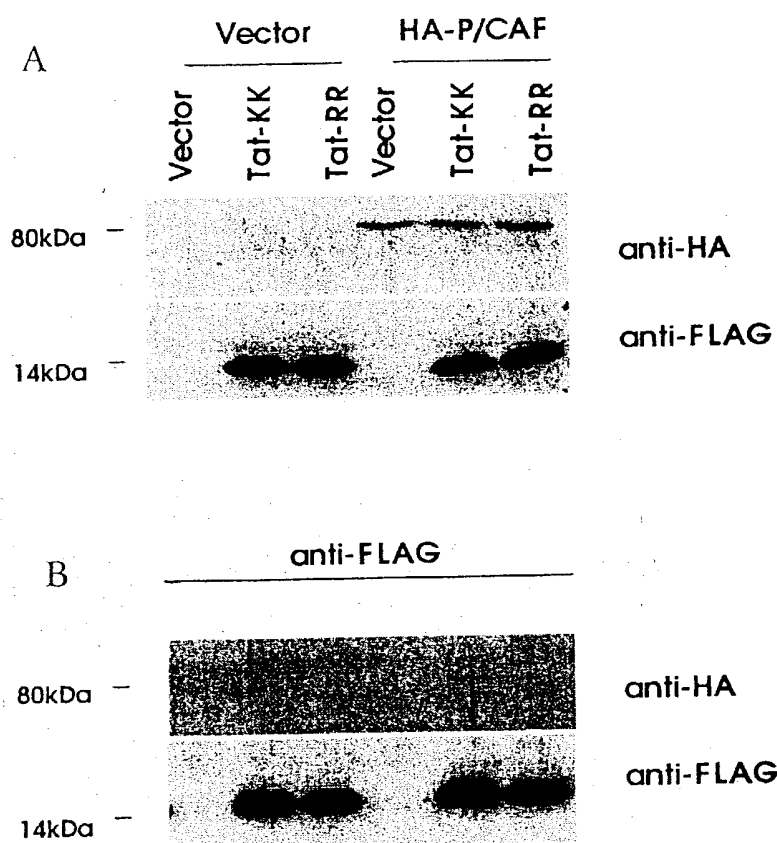 A
Vector HA-P/CAF
Vector Tat-KK Tat-RR Vector Tat-KK Tat-RR
80kDa
anti-HA
anti-FLAG
14kDa
anti-FLAG
B
80kDa
anti-HA
anti-FLAG
14kDa